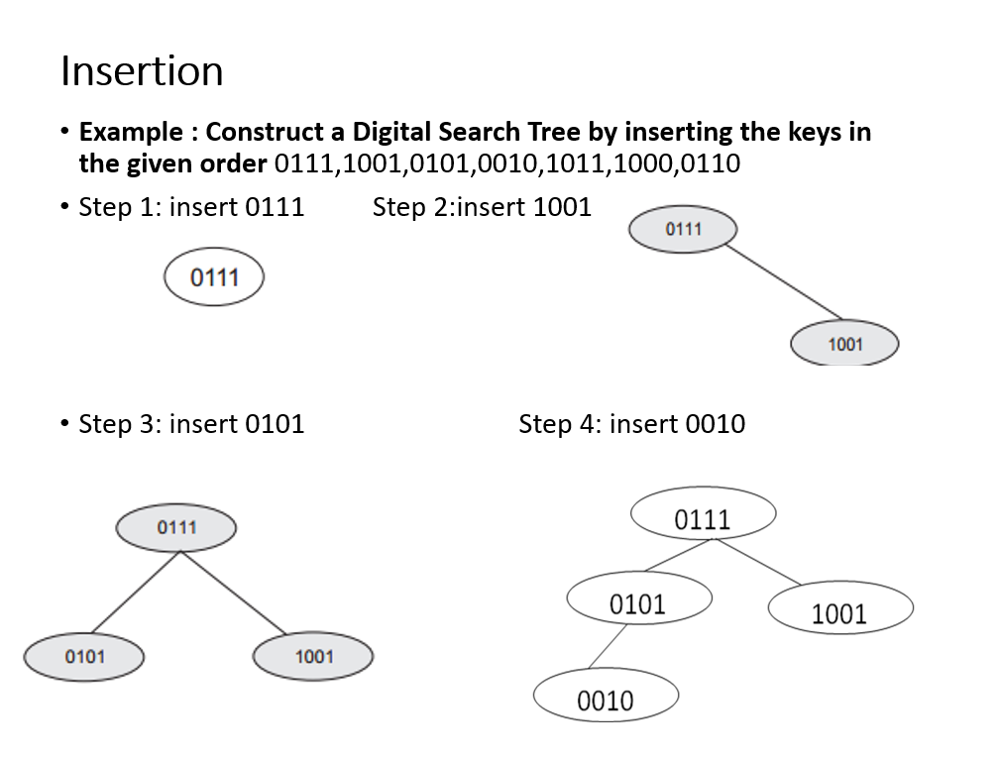 Insertion
• Example : Construct a Digital Search Tree by inserting the keys in
the given order 0111,1001,0101,0010,1011,1000,0110
• Step 1: insert 0111 Step 2:insert 1001
0111
0111
1001
• Step 3: insert 0101 Step 4: insert 0010
0111
0101 1001
0111
0101 1001
0010